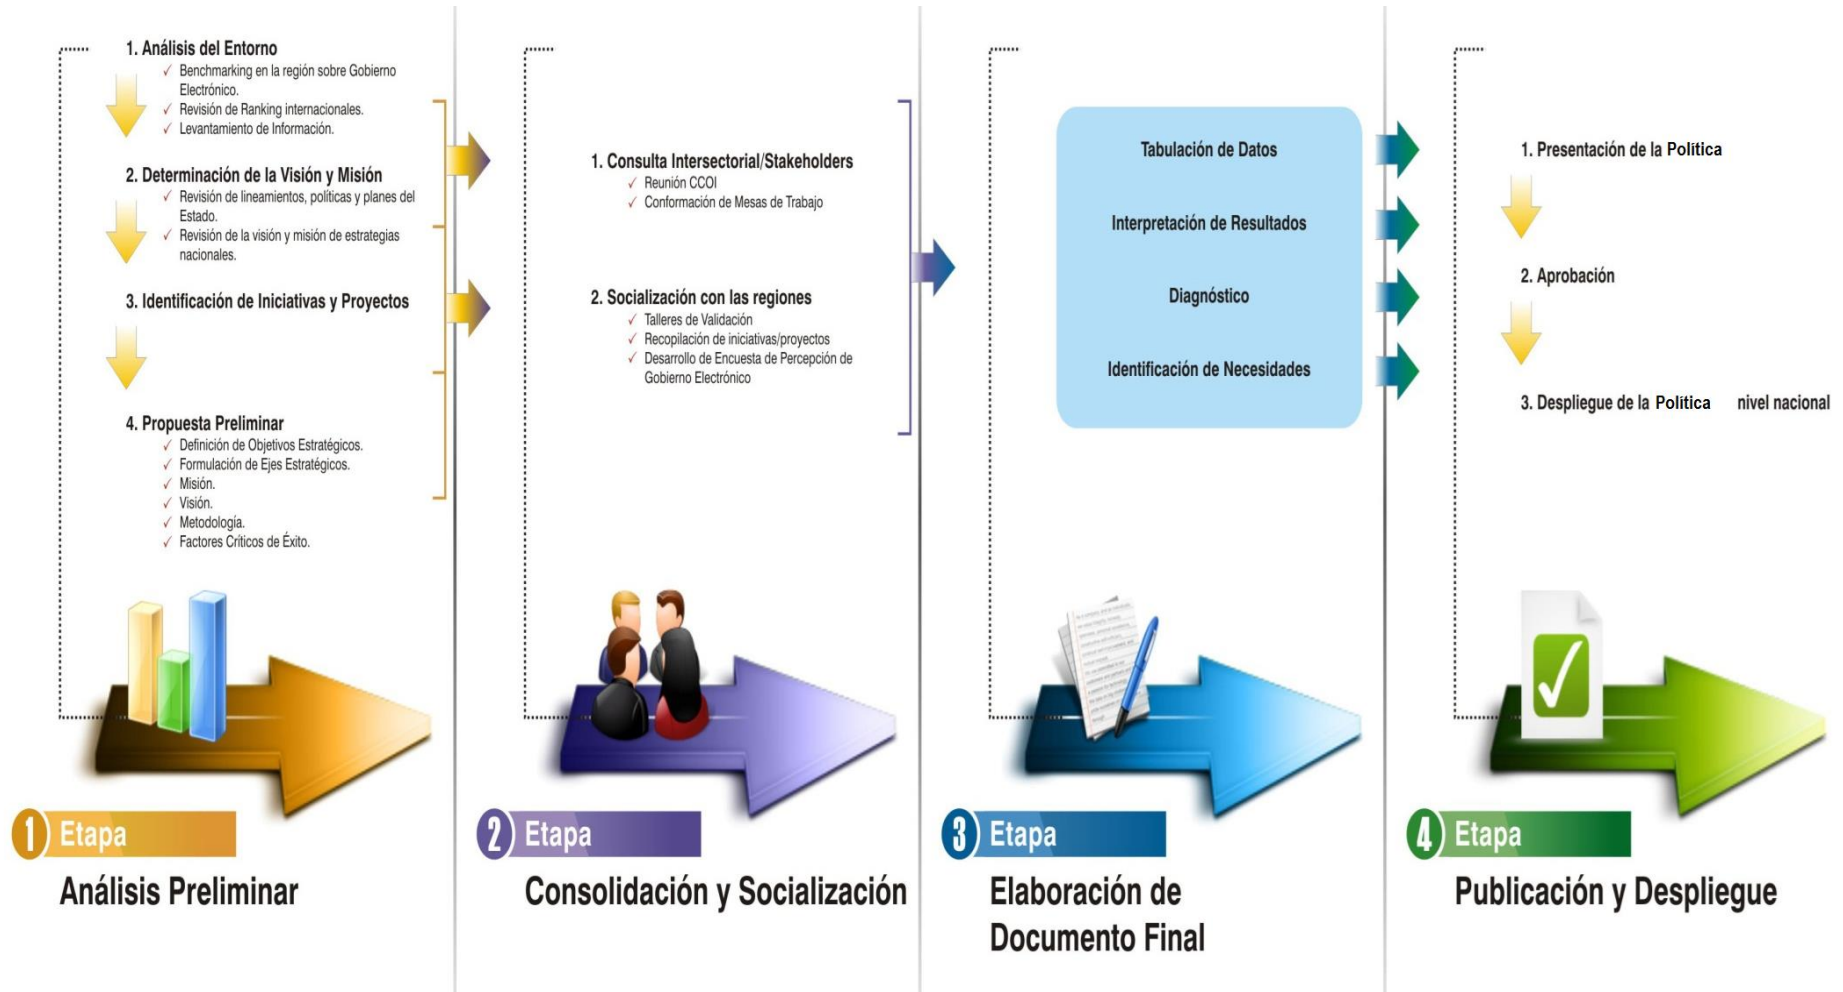 1. Análisis del Entorno
✓ Benchmarking en la región sobre Gobierno
Electrónico.
✓ Revisión de Ranking internacionales.
✓ Levantamiento de Información.
2. Determinación de la Visión y Misión
✓ Revisión de lineamientos, políticas y planes del
Estado.
✓ Revisión de la visión y misión de estrategias
nacionales.
3. Identificación de Iniciativas y Proyectos
4. Propuesta Preliminar
✓ Definición de Objetivos Estratégicos.
✓ Formulación de Ejes Estratégicos.
✓ Misión.
✓ Visión.
✓ Metodología.
✓ Factores Críticos de Éxito.
1 Etapa
Análisis Preliminar
1. Consulta Intersectorial/Stakeholders
✓ Reunión CCOI
✓ Conformación de Mesas de Trabajo
2. Socialización con las regiones
✓ Talleres de Validación
✓ Recopilación de iniciativas/proyectos
✓ Desarrollo de Encuesta de Percepción de
Gobierno Electrónico
2 Etapa
Consolidación y Socialización
Tabulación de Datos
Interpretación de Resultados
Diagnóstico
Identificación de Necesidades
3 Etapa
Elaboración de
Documento Final
1. Presentación de la Política
2. Aprobación
3. Despliegue de la Política nivel nacional
4 Etapa
Publicación y Despliegue